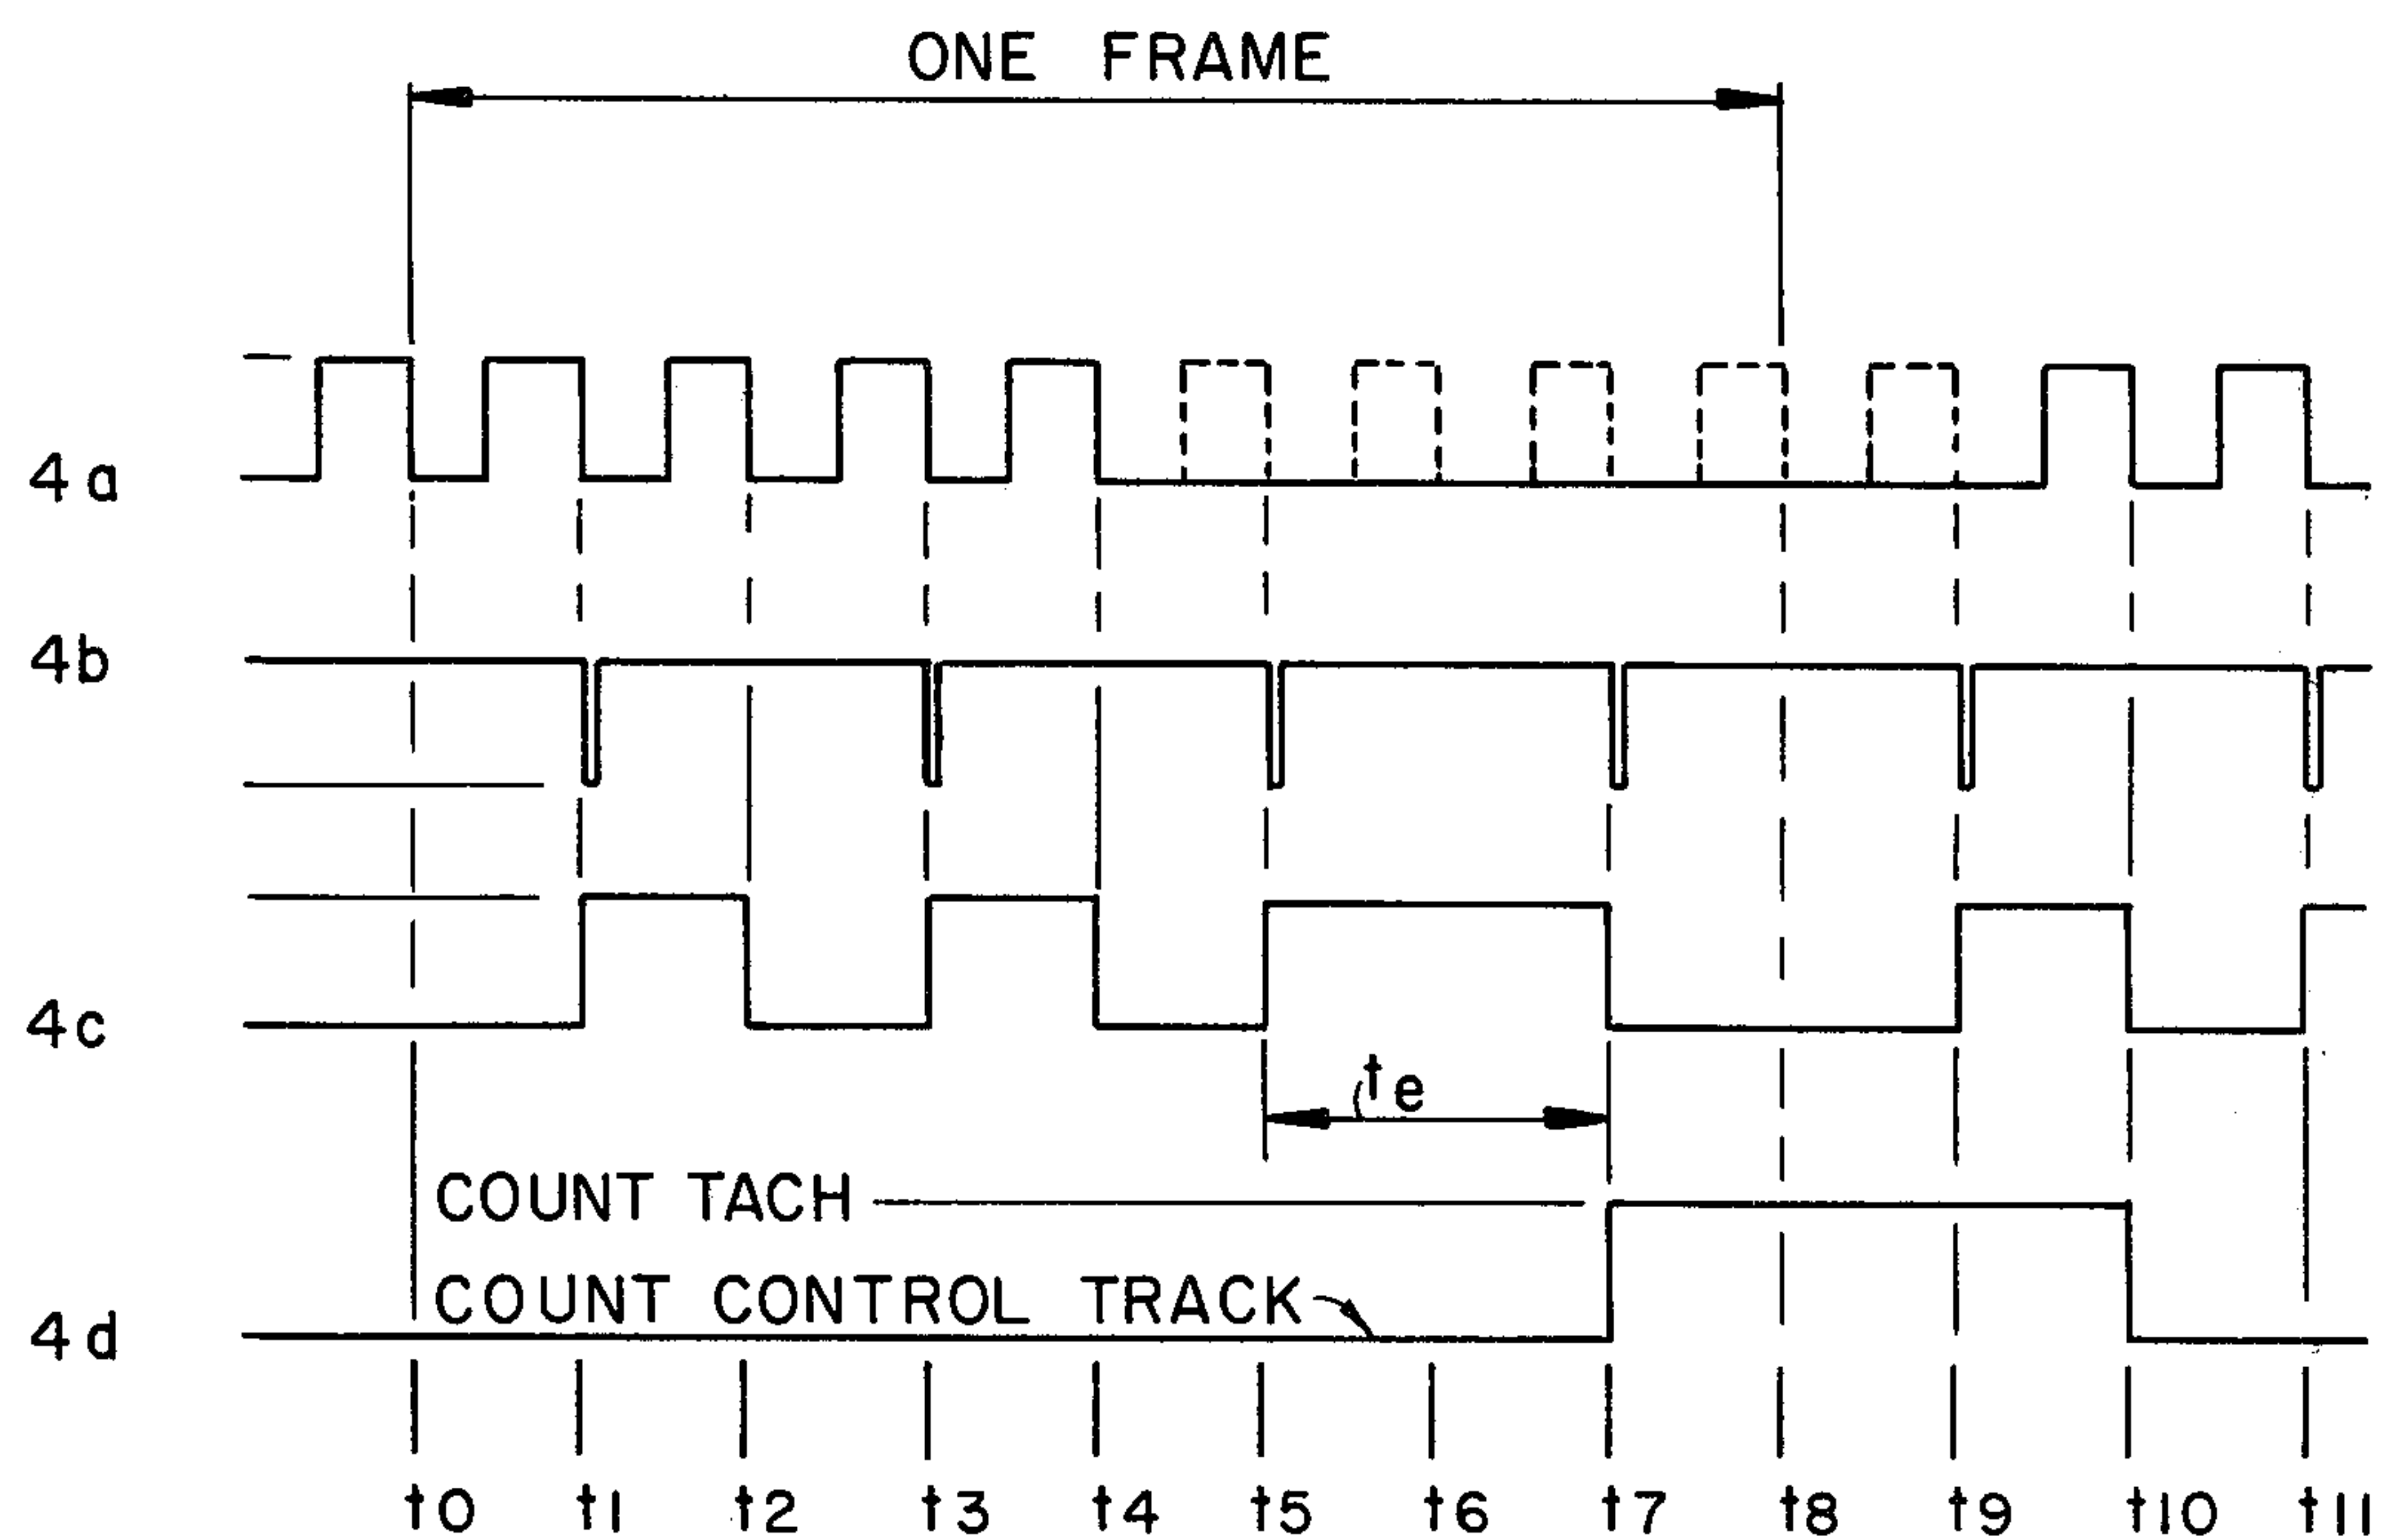 ONE FRAME
4a
4b
4c
te
COUNT TACH
COUNT CONTROL TRACK
4d
t0 t1 t2 t3 t4 t5 t6 t7 t8 t9 t10 t11